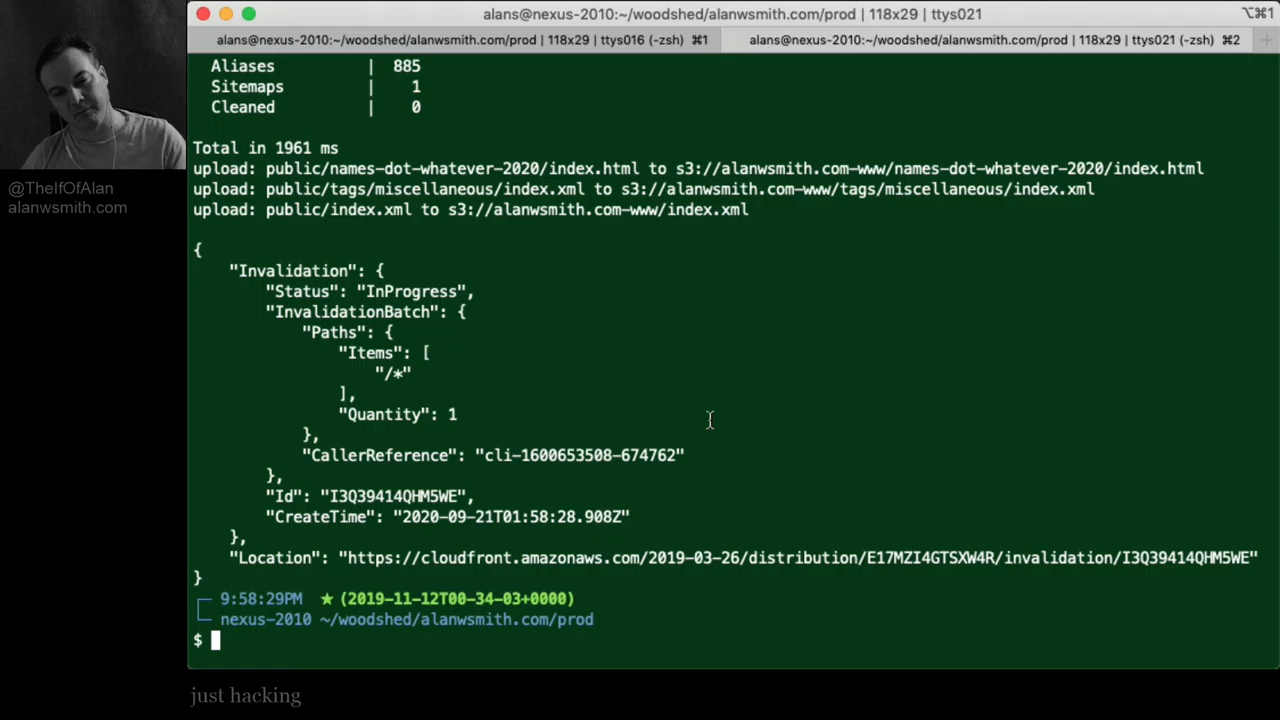 alans@nexus-2010:~/woodshed/alanwsmith.com/prod | 118x29 | ttys021
⌥⌘1
alans@nexus-2010:~/woodshed/alanwsmith.com/prod | 118x29 | ttys016 (-zsh) ⌘1
alans@nexus-2010:~/woodshed/alanwsmith.com/prod | 118x29 | ttys021 (-zsh) ⌘2
+
Aliases | 885
Sitemaps | 1
Cleaned | 0
Total in 1961 ms
upload: public/names-dot-whatever-2020/index.html to s3://alanwsmith.com-www/names-dot-whatever-2020/index.html
upload: public/tags/miscellaneous/index.xml to s3://alanwsmith.com-www/tags/miscellaneous/index.xml
upload: public/index.xml to s3://alanwsmith.com-www/index.xml
{
"Invalidation": {
"Status": "InProgress",
"InvalidationBatch": {
"Paths": {
"Items": [
"/*"
],
"Quantity": 1
},
"CallerReference": "cli-1600653508-674762"
},
"Id": "I3Q39414QHM5WE",
"CreateTime": "2020-09-21T01:58:28.908Z"
},
"Location": "https://cloudfront.amazonaws.com/2019-03-26/distribution/E17MZI4GTSXW4R/invalidation/I3Q39414QHM5WE"
}
9:58:29PM ★ (2019-11-12T00-34-03+0000)
nexus-2010 ~/woodshed/alanwsmith.com/prod
$
@TheIfOfAlan
alanwsmith.com
just hacking